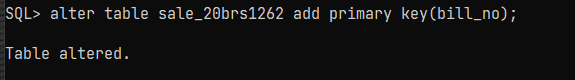 SQL> alter table sale_20brs1262 add primary key(bill_no);
Table altered.